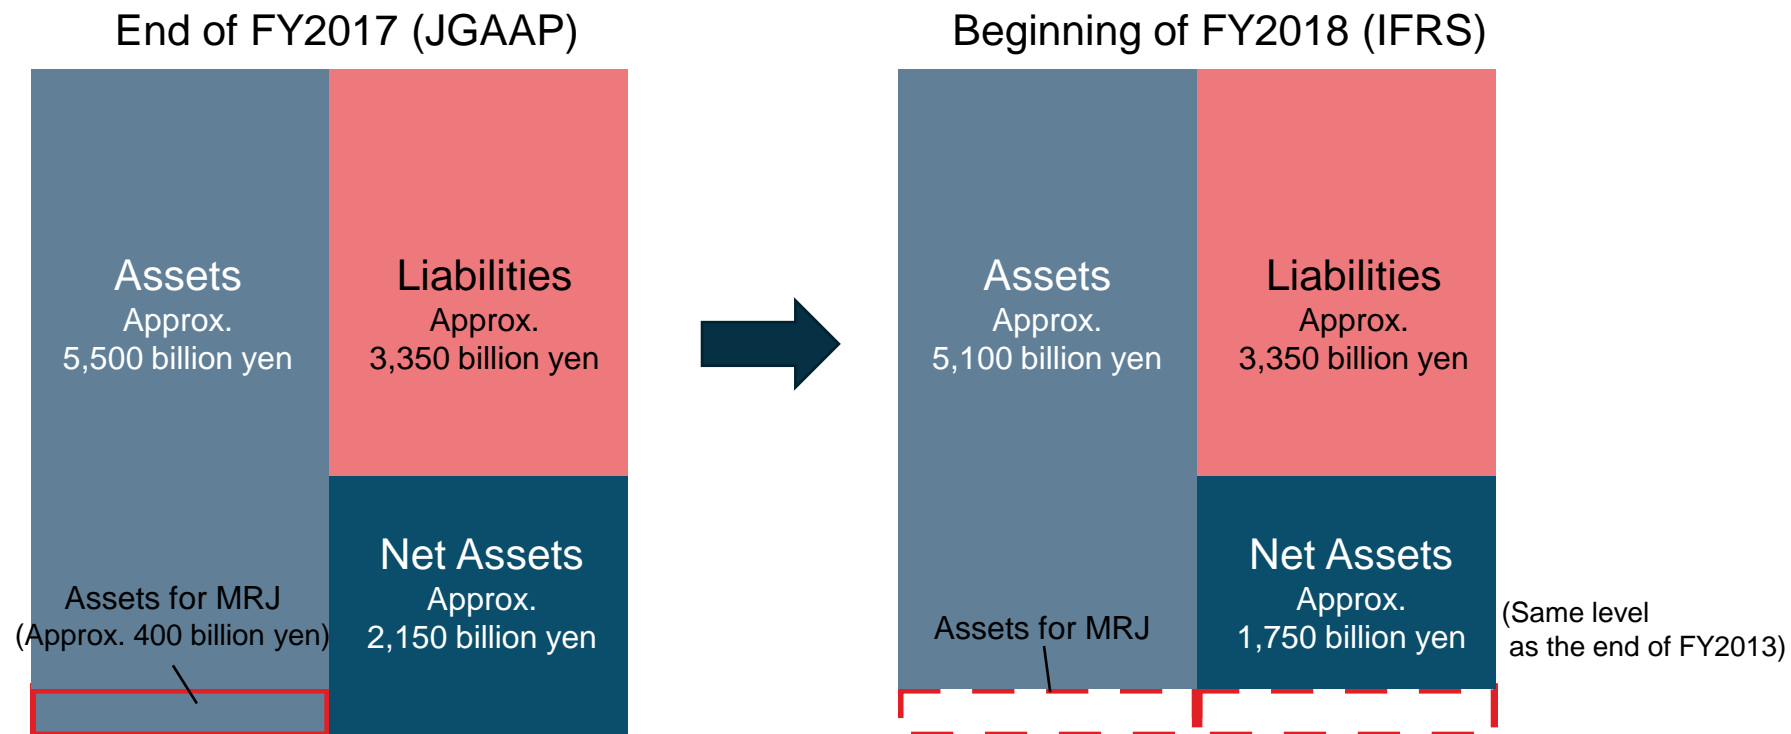 End of FY2017 (JGAAP)
Assets
Approx.
5,500 billion yen
Liabilities
Approx.
3,350 billion yen
Net Assets
Approx.
2,150 billion yen
Assets for MRJ
(Approx. 400 billion yen)
Beginning of FY2018 (IFRS)
Assets
Approx.
5,100 billion yen
Liabilities
Approx.
3,350 billion yen
Net Assets
Approx.
1,750 billion yen
Assets for MRJ
(Same level
as the end of FY2013)